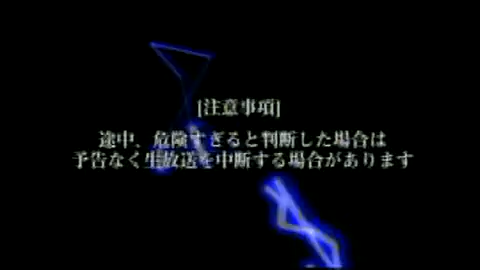 [注意事項]
途中、危険すぎると判断した場合は
予告なく生放送を中断する場合があります